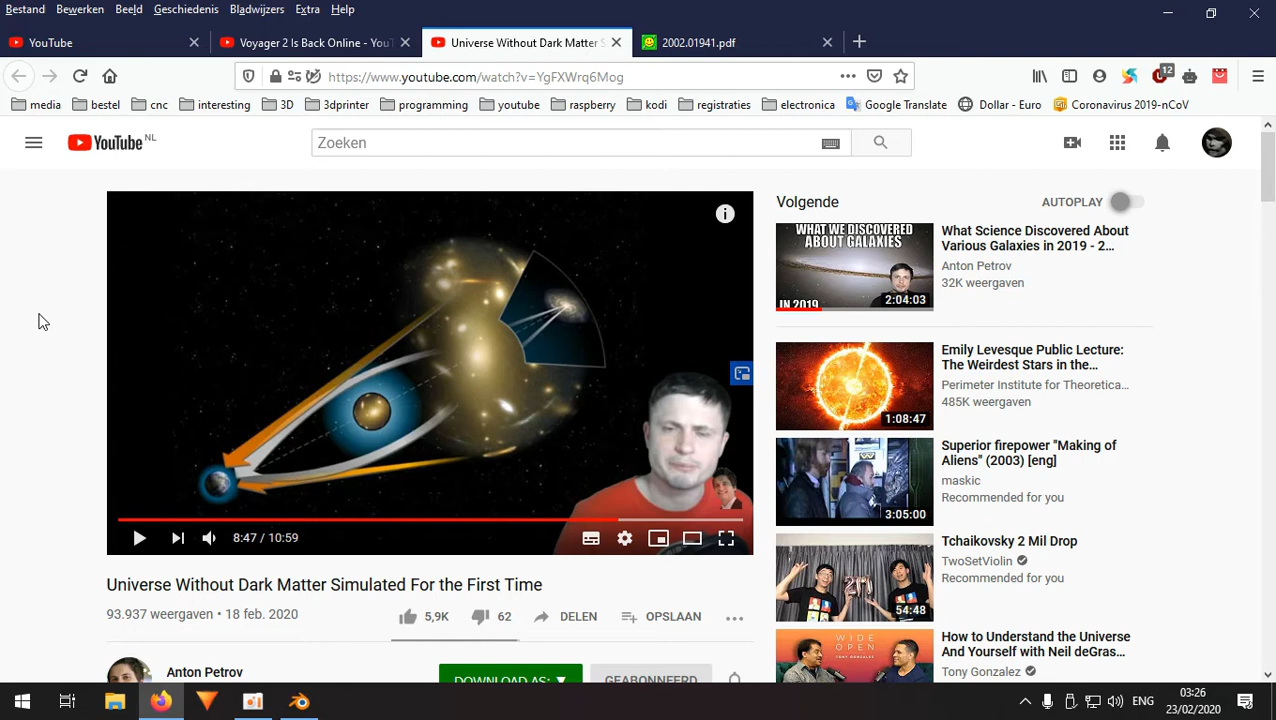 Bestand Bewerken Beeld Geschiedenis Bladwijzers Extra Help
YouTube
Voyager 2 Is Back Online - YouT
Universe Without Dark Matter S
2002.01941.pdf
https://www.youtube.com/watch?v=YgFXWrq6Mog
12
media bestel cnc interesting 3D 3dprinter programming youtube raspberry kodi registraties electronica Google Translate Dollar - Euro Coronavirus 2019-nCoV
YouTube NL
Zoeken
Volgende
AUTOPLAY
WHAT WE DISCOVERED
ABOUT GALAXIES
IN 2019
2:04:03
What Science Discovered About
Various Galaxies in 2019 - 2…
Anton Petrov
32K weergaven
1:08:47
Emily Levesque Public Lecture:
The Weirdest Stars in the…
Perimeter Institute for Theoretica…
485K weergaven
3:05:00
Superior firepower "Making of
Aliens" (2003) [eng]
maskic
Recommended for you
54:48
Tchaikovsky 2 Mil Drop
TwoSetViolin
Recommended for you
WIDE
OPEN
TONY GONZALEZ
How to Understand the Universe
And Yourself with Neil deGras…
Tony Gonzalez
8:47 / 10:59
Universe Without Dark Matter Simulated For the First Time
93.937 weergaven • 18 feb. 2020
5,9K 62 DELEN OPSLAAN
Anton Petrov
DOWNLOAD AS: ▼
GEABONNEERD
ENG
03:26
23/02/2020